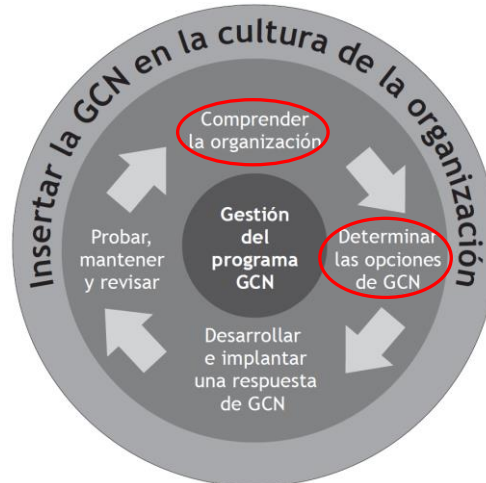 Insertar la GCN en la cultura de la organización
Comprender
la organización
Gestión
del
programa
GCN
Determinar
las opciones
de GCN
Desarrollar
e implantar
una respuesta
de GCN
Probar,
mantener
y revisar